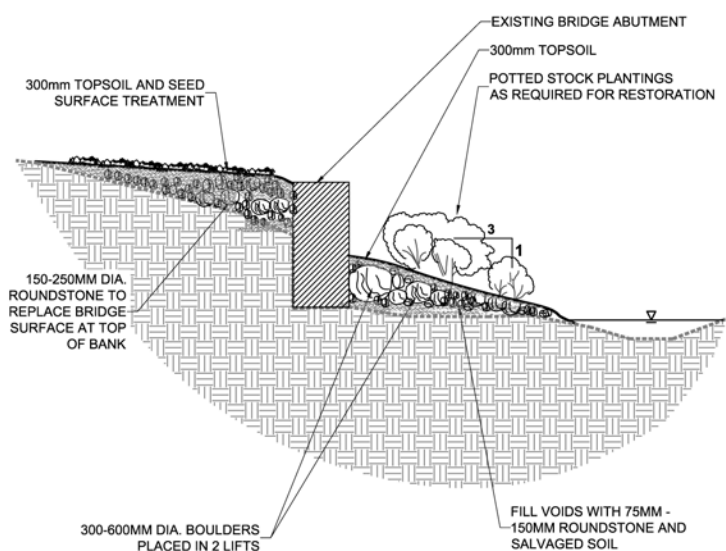 EXISTING BRIDGE ABUTMENT
300mm TOPSOIL
300mm TOPSOIL AND SEED
SURFACE TREATMENT
POTTED STOCK PLANTINGS
AS REQUIRED FOR RESTORATION
3
1
150-250MM DIA.
ROUNDSTONE TO
REPLACE BRIDGE
SURFACE AT TOP
OF BANK
300-600MM DIA. BOULDERS
PLACED IN 2 LIFTS
FILL VOIDS WITH 75MM -
150MM ROUNDSTONE AND
SALVAGED SOIL